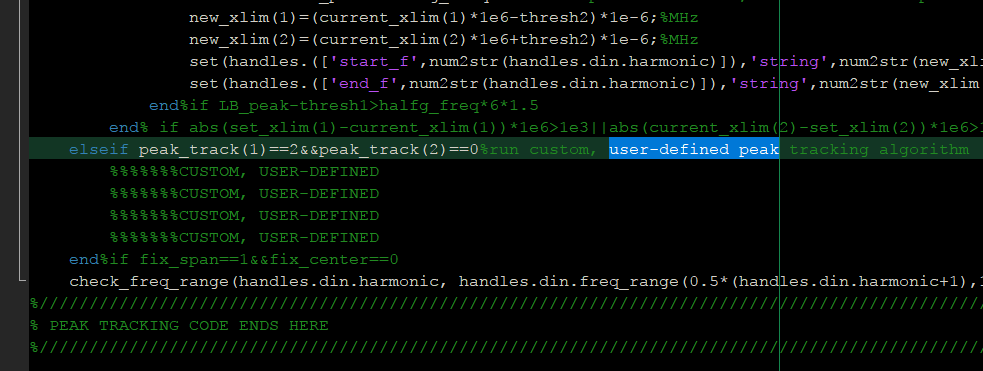 new_xlim(1)=(current_xlim(1)*1e6-thresh2)*1e-6;%MHz
new_xlim(2)=(current_xlim(2)*1e6+thresh2)*1e-6;%MHz
set(handles.(['start_f',num2str(handles.din.harmonic)]),'string',num2str(new_xl
set(handles.(['end_f',num2str(handles.din.harmonic)]),'string',num2str(new_xlim
end%if LB_peak-thresh1>halfg_freq*6*1.5
end% if abs(set_xlim(1)-current_xlim(1))*1e6>1e3||abs(current_xlim(2)-set_xlim(2))*1e6>1
elseif peak_track(1)==2&&peak_track(2)==0%run custom, user-defined peak tracking algorithm
%%%%%%%CUSTOM, USER-DEFINED
%%%%%%%CUSTOM, USER-DEFINED
%%%%%%%CUSTOM, USER-DEFINED
%%%%%%%CUSTOM, USER-DEFINED
end%if fix_span==1&&fix_center==0
check_freq_range(handles.din.harmonic, handles.din.freq_range(0.5*(handles.din.harmonic+1),1
%////////////////////////////////////////////////////////////////////////////////////////////////
% PEAK TRACKING CODE ENDS HERE
%////////////////////////////////////////////////////////////////////////////////////////////////